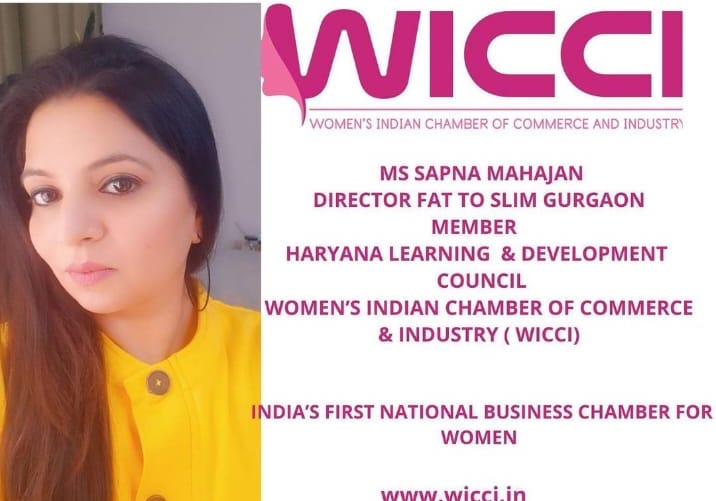 WICCI
WOMEN'S INDIAN CHAMBER OF COMMERCE AND INDUSTRY
MS SAPNA MAHAJAN
DIRECTOR FAT TO SLIM GURGAON
MEMBER
HARYANA LEARNING & DEVELOPMENT
COUNCIL
WOMEN'S INDIAN CHAMBER OF COMMERCE
& INDUSTRY ( WICCI)
INDIA'S FIRST NATIONAL BUSINESS CHAMBER FOR
WOMEN
www.wicci.in